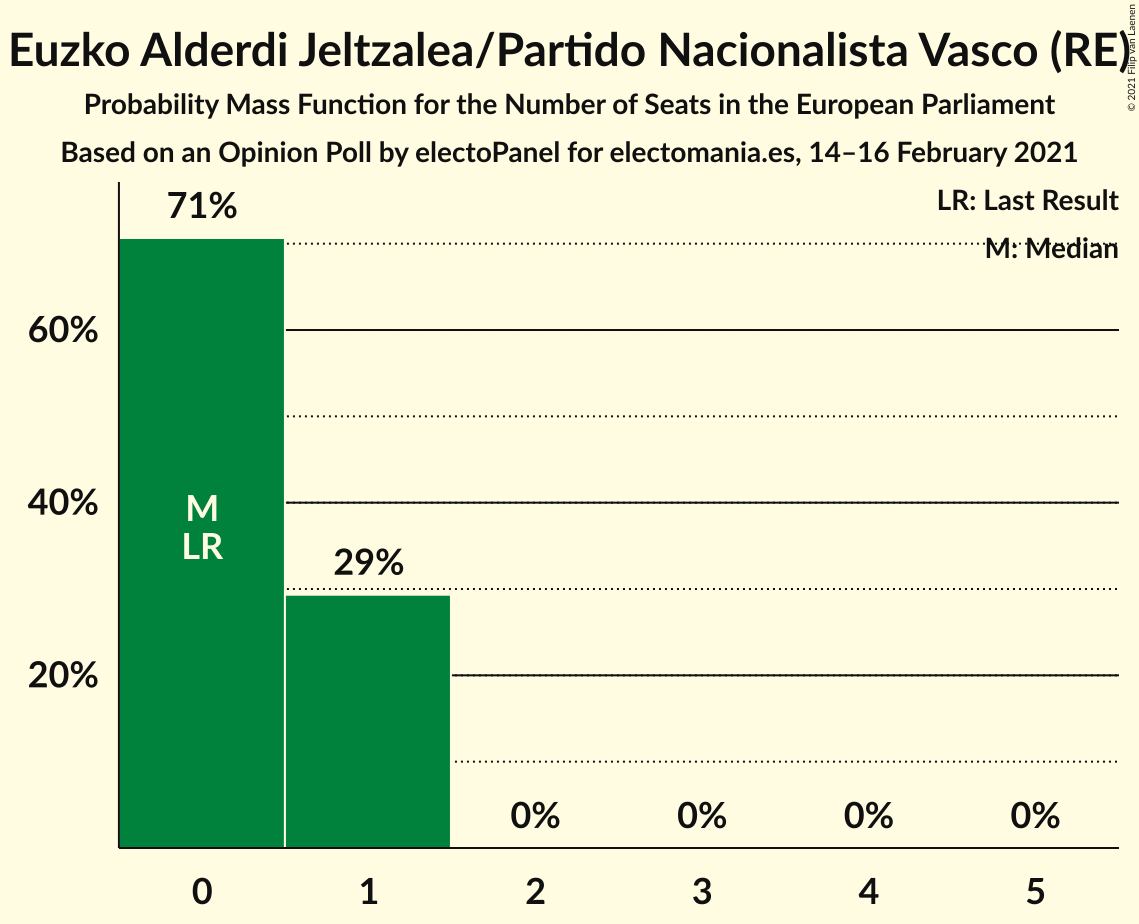 Euzko Alderdi Jeltzalea/Partido Nacionalista Vasco (RE)
© 2021 Filip van Laenen
Probability Mass Function for the Number of Seats in the European Parliament
Based on an Opinion Poll by electoPanel for electomania.es, 14–16 February 2021
LR: Last Result
M: Median
71%
60%
40%
20%
M
LR
29%
0% 0% 0% 0%
0 1 2 3 4 5